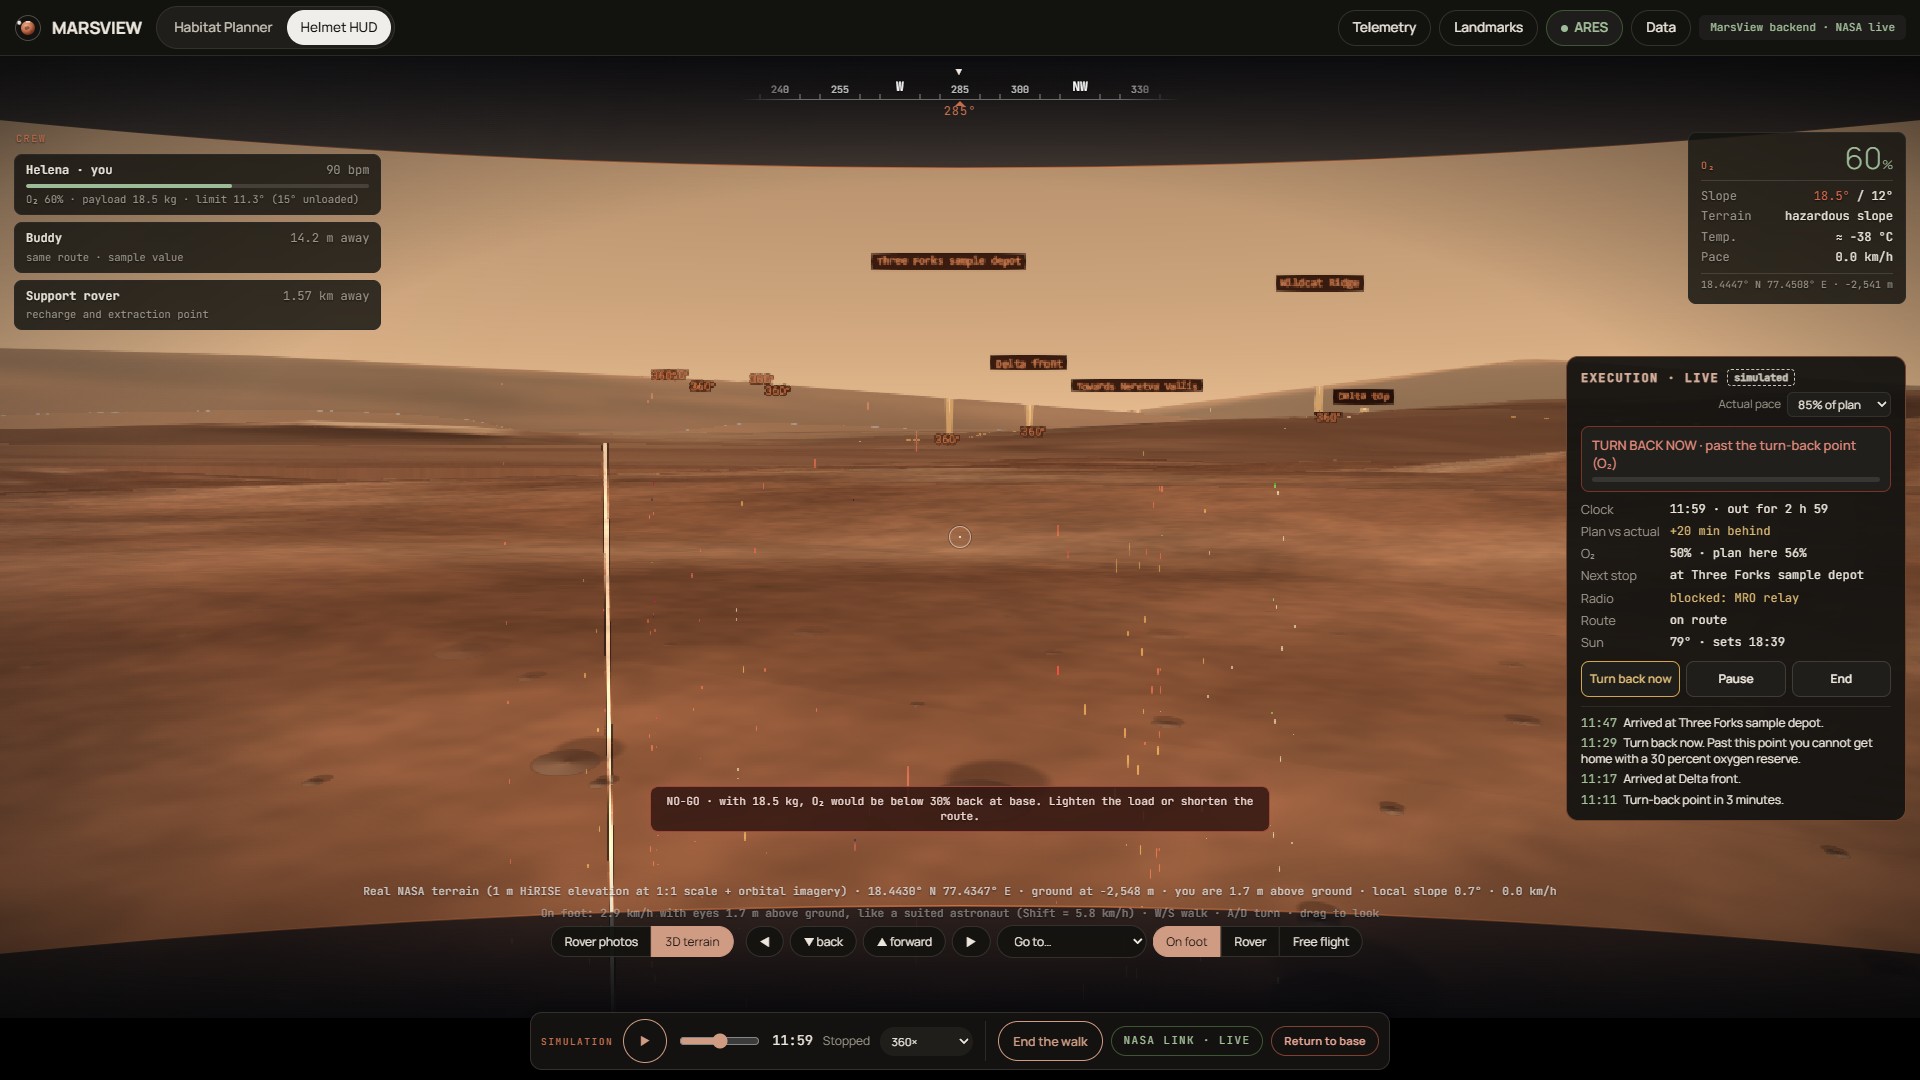 MARSVIEW
Habitat Planner
Helmet HUD
Telemetry
Landmarks
ARES
Data
MarsView backend · NASA live
240 255 W 285 300 NW 330
285°
CREW
Helena · you
90 bpm
O₂ 60% · payload 18.5 kg · limit 11.3° (15° unloaded)
Buddy
14.2 m away
same route · sample value
Support rover
1.57 km away
recharge and extraction point
O₂
60%
Slope 18.5° / 12°
Terrain hazardous slope
Temp. ≈ -38 °C
Pace 0.0 km/h
18.4447° N 77.4508° E · -2,541 m
Three Forks sample depot
Wildcat Ridge
Delta front
Towards Neretva Vallis
Delta top
360°
360°
360°
360°
360°
360°
EXECUTION · LIVE simulated
Actual pace 85% of plan
TURN BACK NOW · past the turn-back point
(O₂)
Clock 11:59 · out for 2 h 59
Plan vs actual +20 min behind
O₂ 50% · plan here 56%
Next stop at Three Forks sample depot
Radio blocked: MRO relay
Route on route
Sun 79° · sets 18:39
Turn back now
Pause
End
11:47 Arrived at Three Forks sample depot.
11:29 Turn back now. Past this point you cannot get
home with a 30 percent oxygen reserve.
11:17 Arrived at Delta front.
11:11 Turn-back point in 3 minutes.
NO-GO · with 18.5 kg, O₂ would be below 30% back at base. Lighten the load or shorten the
route.
Real NASA terrain (1 m HiRISE elevation at 1:1 scale + orbital imagery) · 18.4430° N 77.4347° E · ground at -2,548 m · you are 1.7 m above ground · local slope 0.7° · 0.0 km/h
On foot: 2.9 km/h with eyes 1.7 m above ground, like a suited astronaut (Shift = 5.8 km/h) · W/S walk · A/D turn · drag to look
Rover photos
3D terrain
◀
▼ back
▲ forward
▶
Go to…
On foot
Rover
Free flight
SIMULATION
11:59
Stopped
360×
End the walk
NASA LINK · LIVE
Return to base